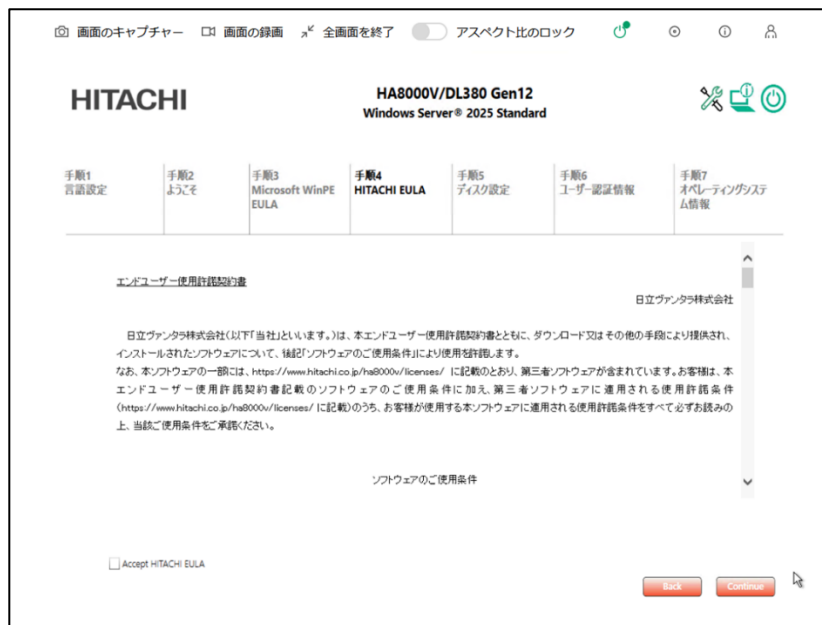 画面のキャプチャー 画面の録画 全画面を終了 アスペクト比のロック
HITACHI
HA8000V/DL380 Gen12
Windows Server® 2025 Standard
手順1
言語設定
手順2
ようこそ
手順3
Microsoft WinPE
EULA
手順4
HITACHI EULA
手順5
ディスク設定
手順6
ユーザー認証情報
手順7
オペレーティングシステ
ム情報
エンドユーザー使用許諾契約書
日立ヴァンタラ株式会社
日立ヴァンタラ株式会社(以下「当社」といいます。)は、本エンドユーザー使用許諾契約書とともに、ダウンロード又はその他の手段により提供され、
インストールされたソフトウェアについて、後記「ソフトウェアのご使用条件」により使用を許諾します。
なお、本ソフトウェアの一部には、https://www.hitachi.co.jp/ha8000v/licenses/ に記載のとおり、第三者ソフトウェアが含まれています。お客様は、本
エンドユーザー使用許諾契約書記載のソフトウェアのご使用条件に加え、第三者ソフトウェアに適用される使用許諾条件
(https://www.hitachi.co.jp/ha8000v/licenses/ に記載)のうち、お客様が使用する本ソフトウェアに適用される使用許諾条件をすべて必ずお読みの
上、当該ご使用条件をご承諾ください。
ソフトウェアのご使用条件
Accept HITACHI EULA
Back Continue